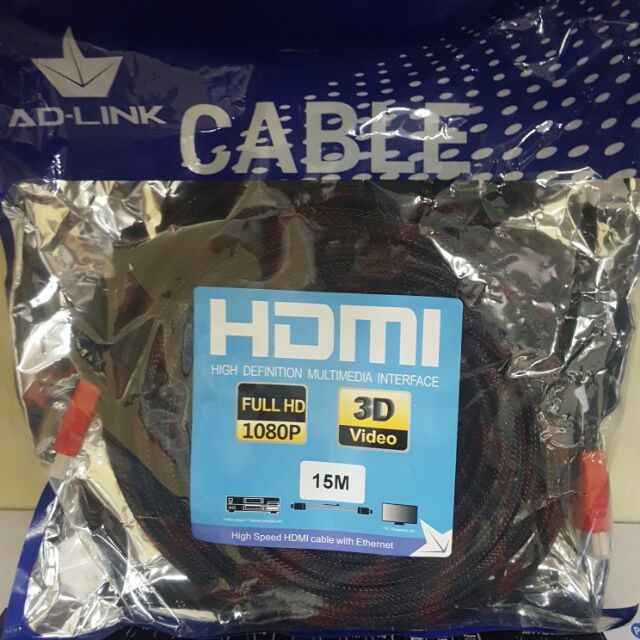 AD-LINK
CABLE
HDMI
HIGH DEFINITION MULTIMEDIA INTERFACE
FULL HD
1080P
3D
Video
15M
High Speed HDMI cable with Ethernet